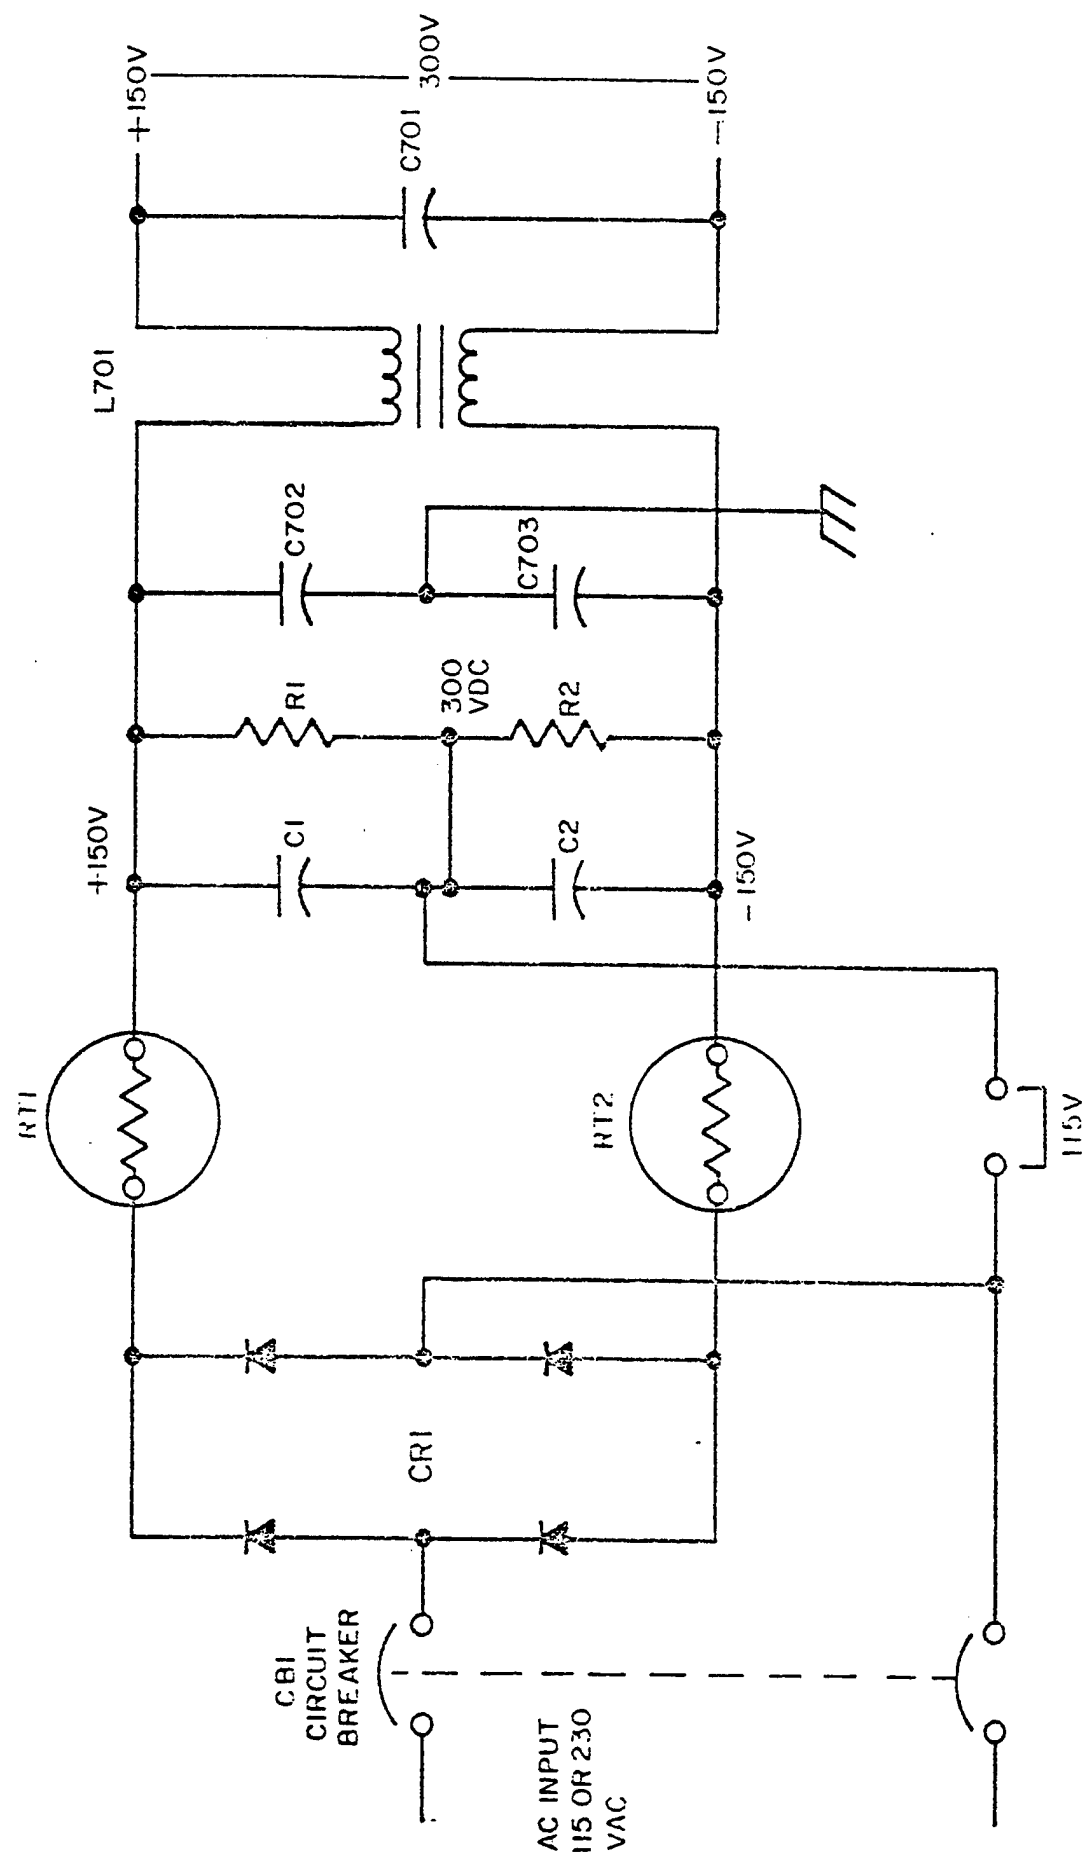 AC INPUT
115 OR 230
VAC
CB1
CIRCUIT
BREAKER
CR1
RT1
RT2
115V
+150V
-150V
C1
C2
R1
300
VDC
R2
C702
C703
L701
C701
+150V
300V
-150V